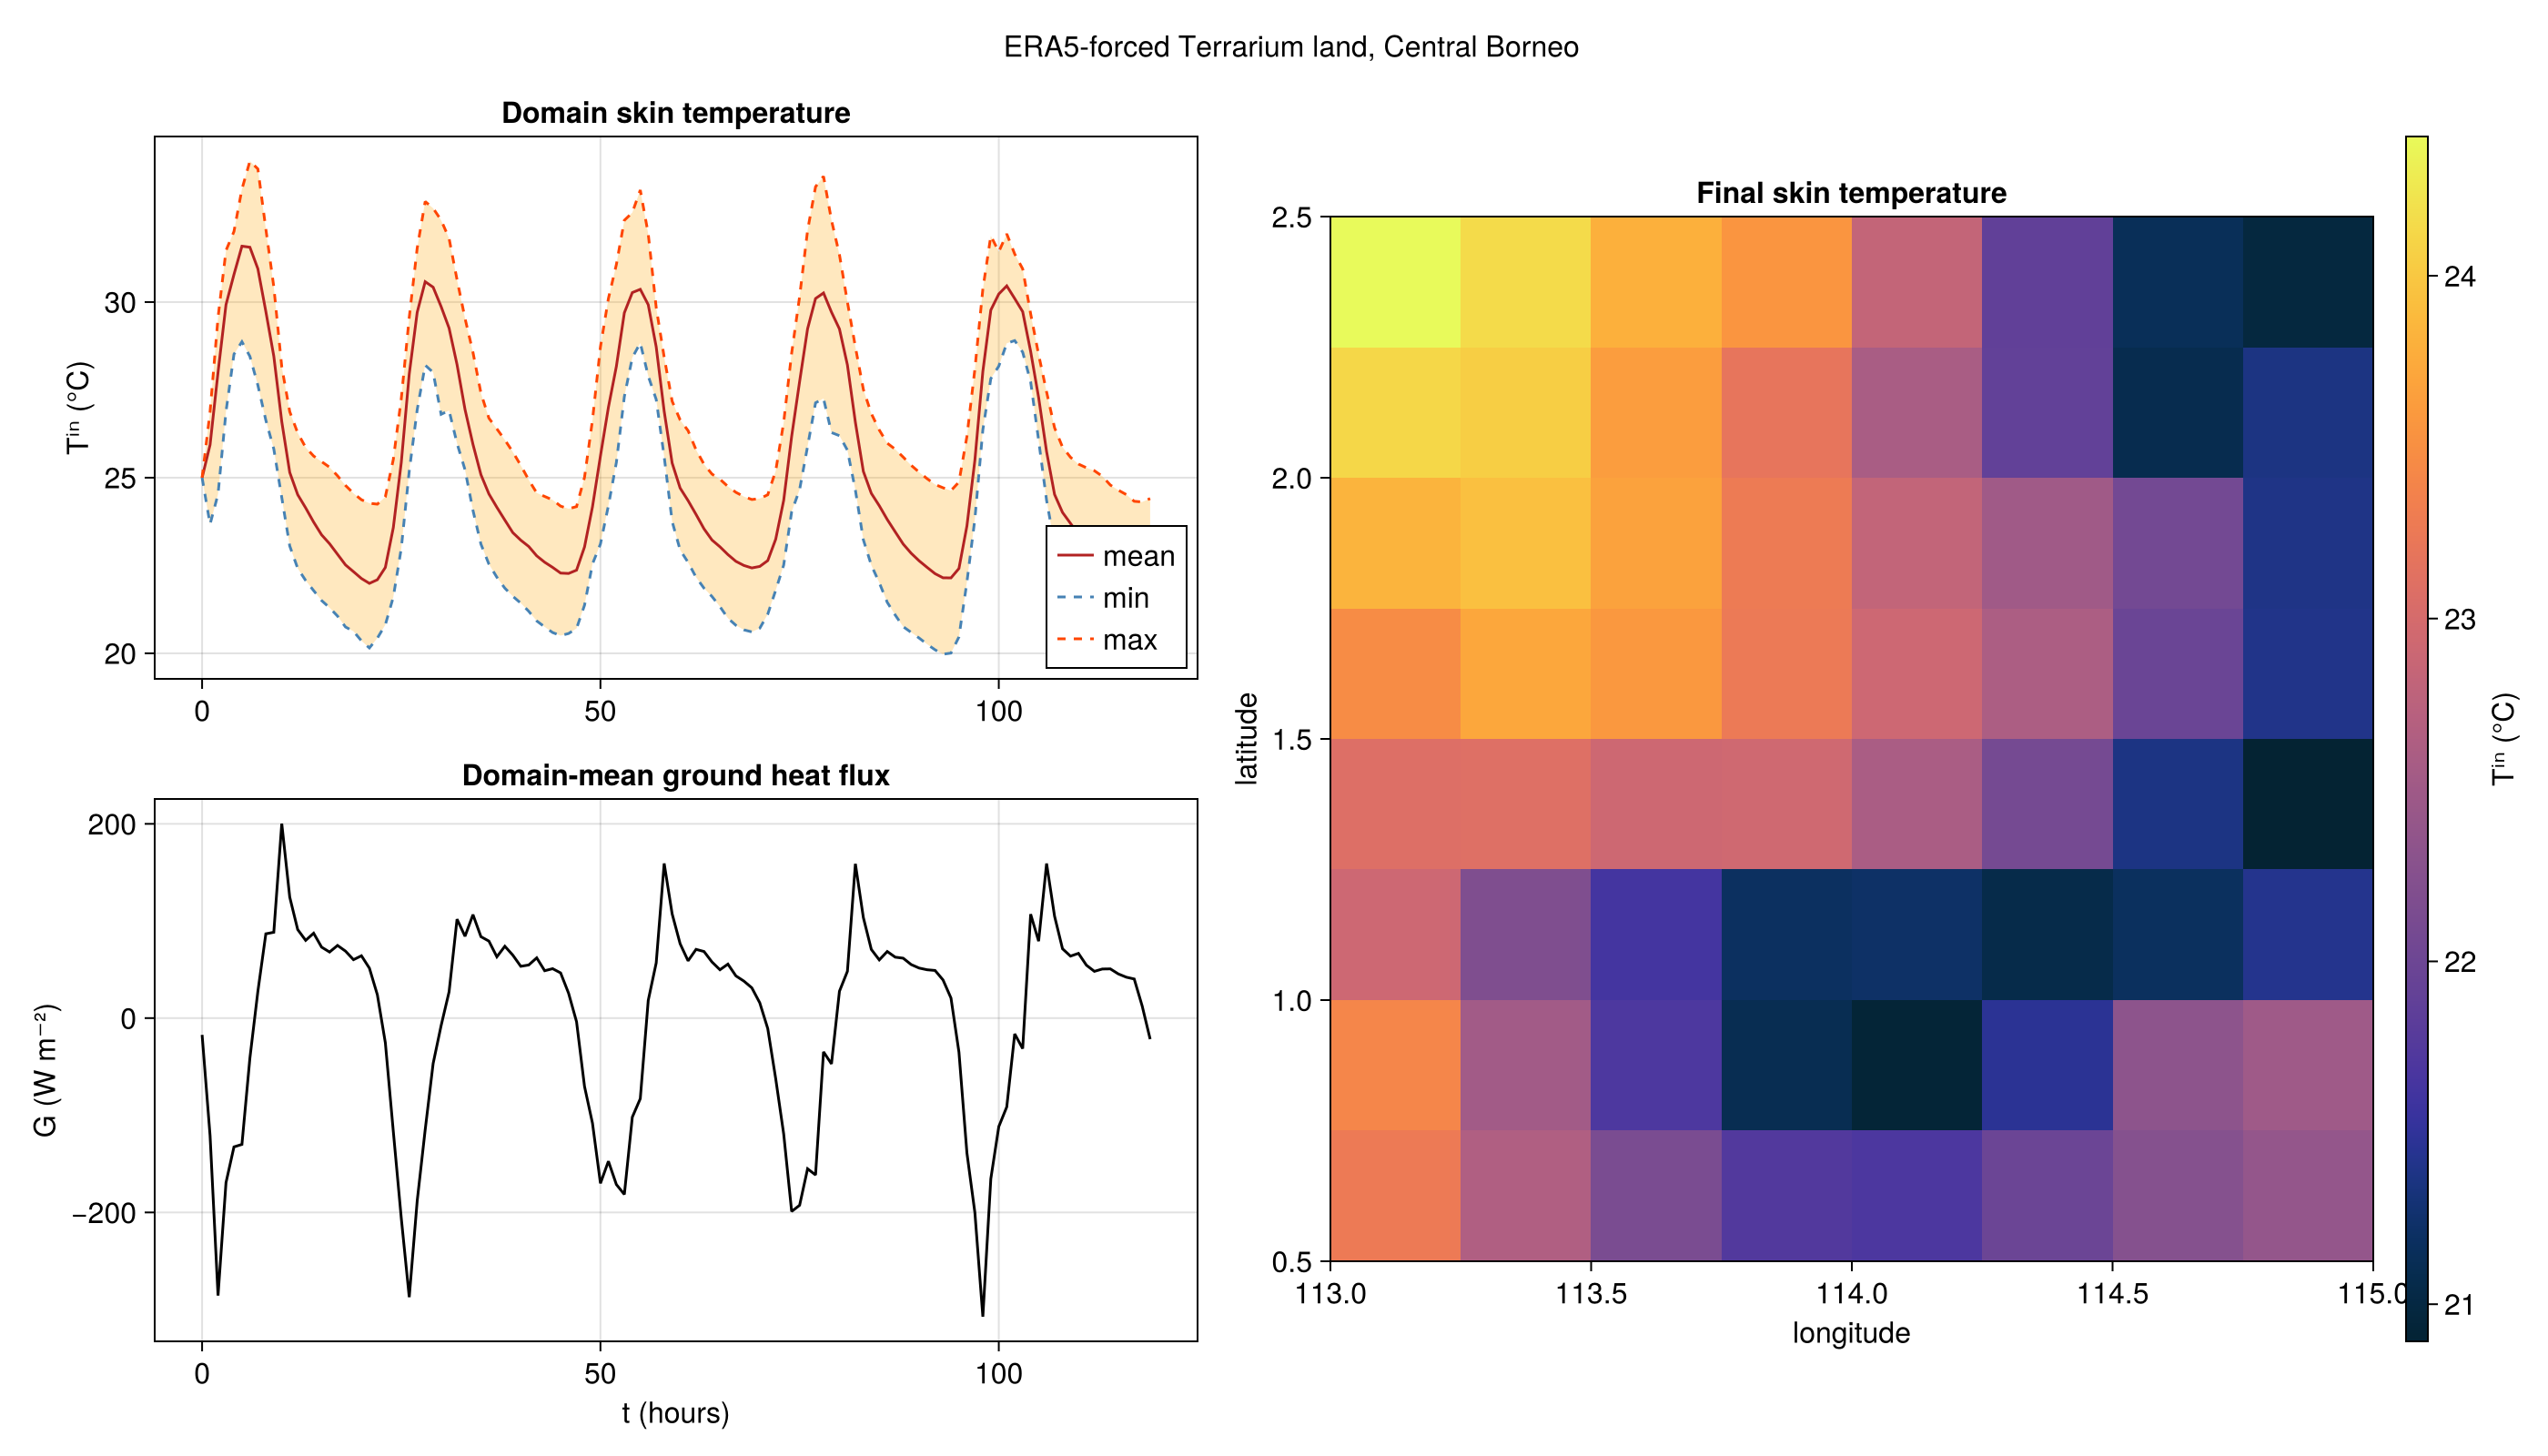 ERA5-forced Terrarium land, Central Borneo
Domain skin temperature
Tⁱⁿ (°C)
30
25
20
0
50
100
mean
min
max
Domain-mean ground heat flux
G (W m⁻²)
200
0
−200
0
50
100
t (hours)
Final skin temperature
latitude
2.5
2.0
1.5
1.0
0.5
113.0
113.5
114.0
114.5
115.0
longitude
24
23
22
21
Tⁱⁿ (°C)